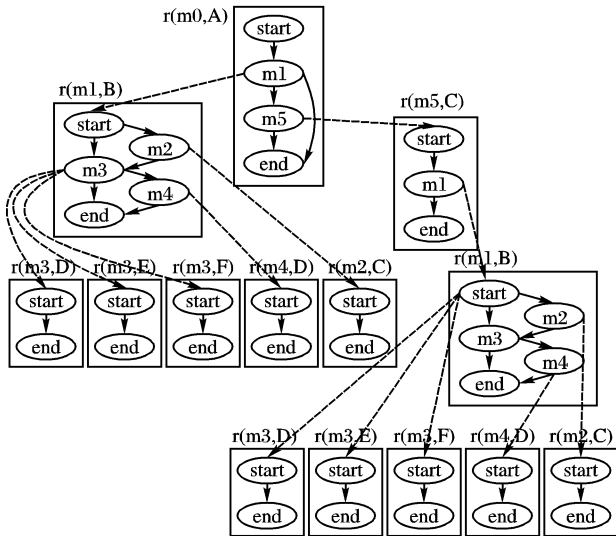 r(m0,A)
start
m1
m5
end
r(m1,B)
start
m2
m3
m4
end
r(m5,C)
start
m1
end
r(m3,D)
start
end
r(m3,E)
start
end
r(m3,F)
start
end
r(m4,D)
start
end
r(m2,C)
start
end
r(m1,B)
start
m2
m3
m4
end
r(m3,D)
start
end
r(m3,E)
start
end
r(m3,F)
start
end
r(m4,D)
start
end
r(m2,C)
start
end